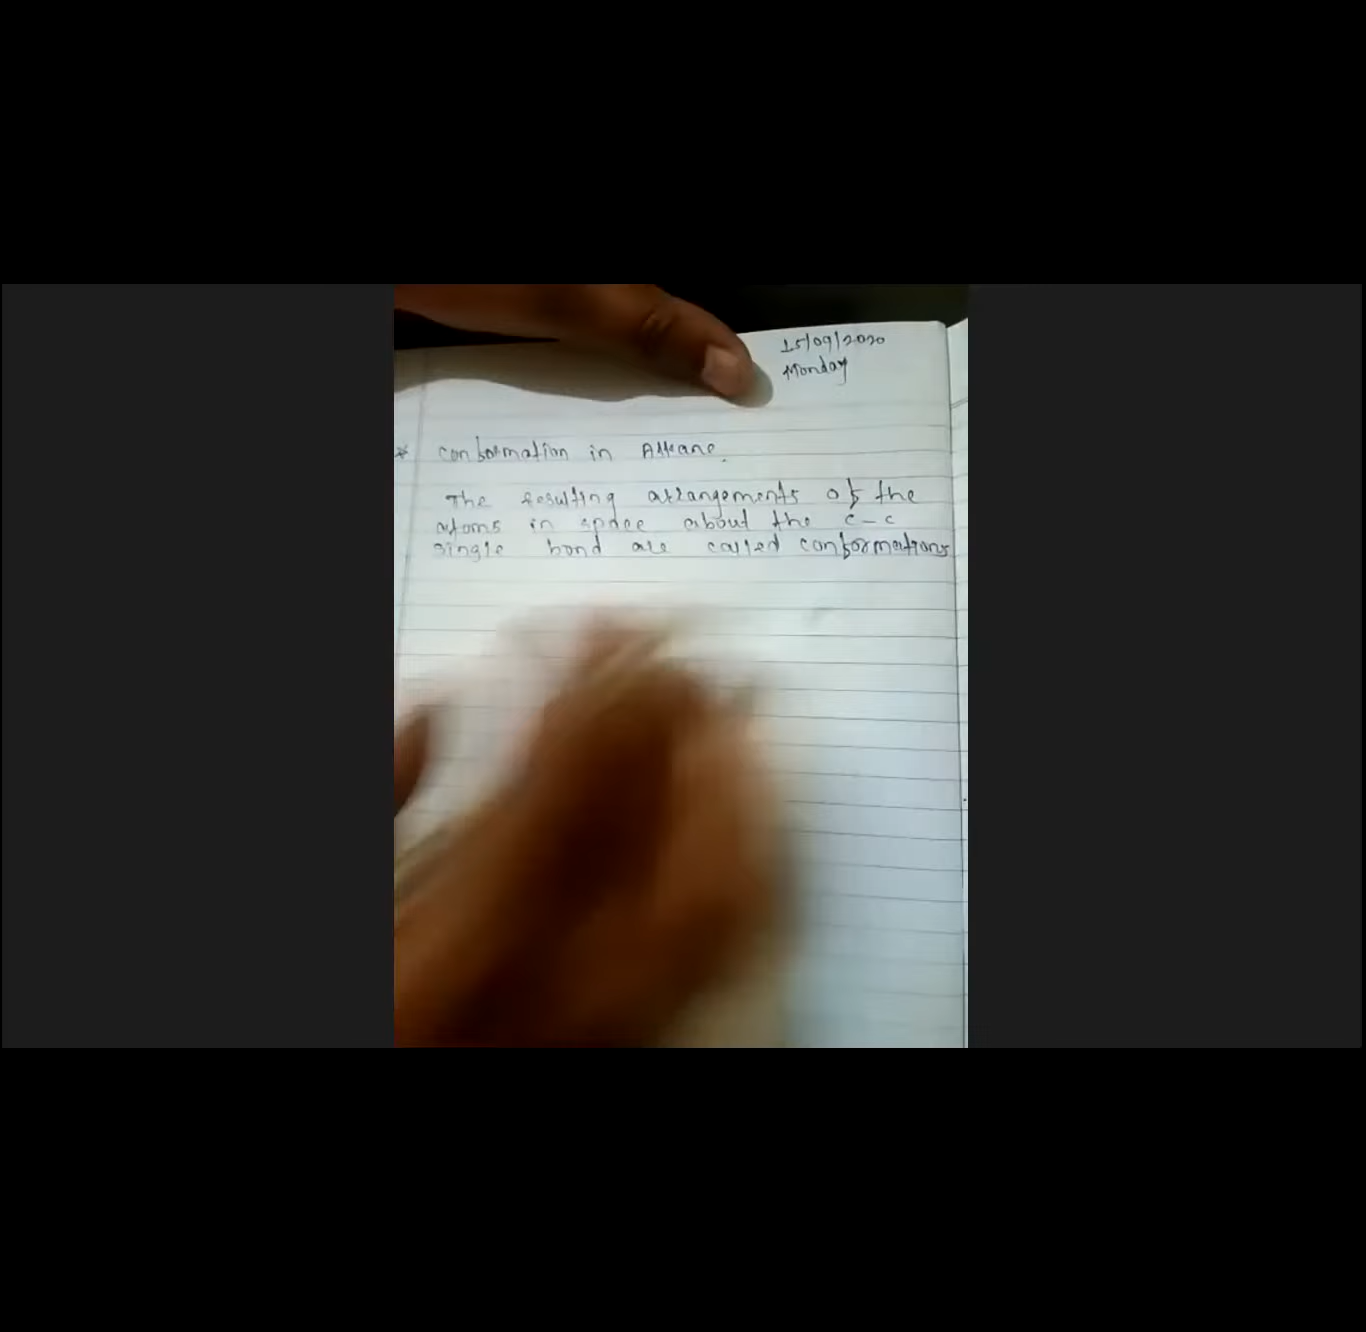 15/09/2020
Monday
* Conformation in Alkane.
The resulting arrangements of the
atoms in space about the c-c
single bond are called conformations